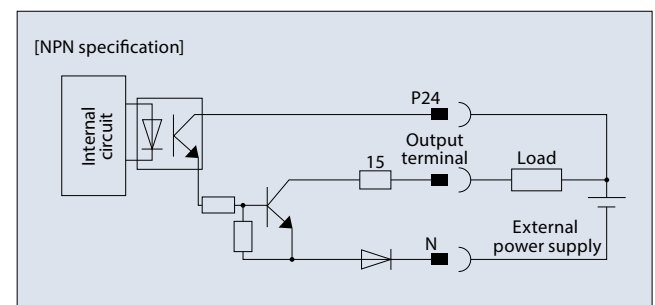 [NPN specification]
Internal
circuit
P24
Output
terminal
15
Load
N
External
power supply